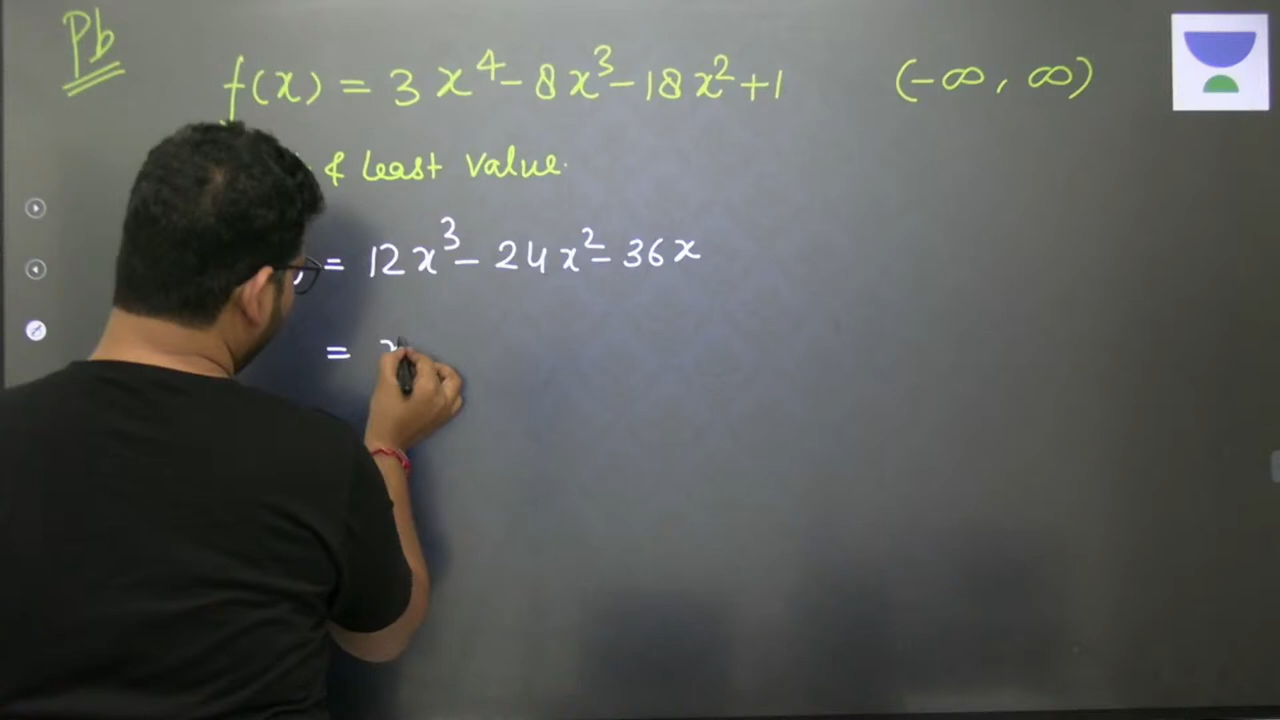 Pb
f(x) = 3x⁴ - 8x³ - 18x² + 1 (-∞, ∞)
& least value.
= 12x³ - 24x² - 36x
= x